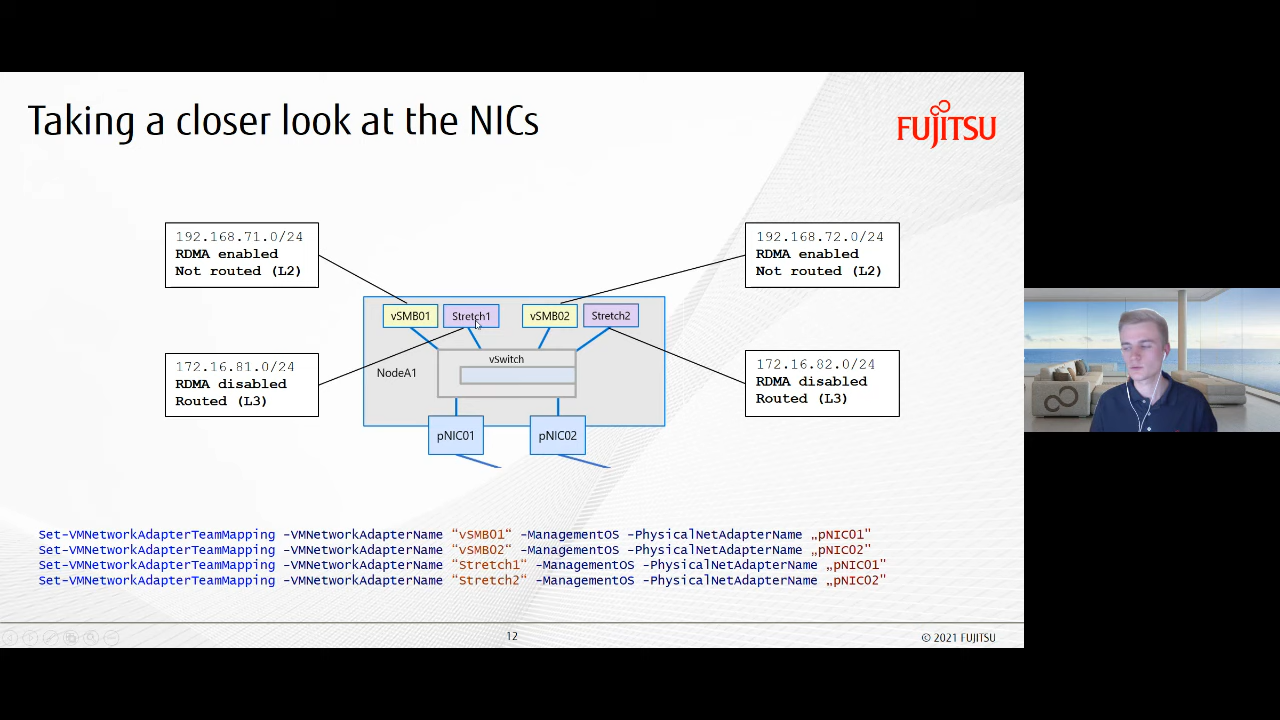 Taking a closer look at the NICs
FUJITSU
192.168.71.0/24
RDMA enabled
Not routed (L2)
192.168.72.0/24
RDMA enabled
Not routed (L2)
vSMB01
Stretch1
vSMB02
Stretch2
172.16.81.0/24
RDMA disabled
Routed (L3)
vSwitch
NodeA1
172.16.82.0/24
RDMA disabled
Routed (L3)
pNIC01
pNIC02
Set-VMNetworkAdapterTeamMapping -VMNetworkAdapterName “vSMB01“ -ManagementOS -PhysicalNetAdapterName „pNIC01"
Set-VMNetworkAdapterTeamMapping -VMNetworkAdapterName “vSMB02“ -ManagementOS -PhysicalNetAdapterName „pNIC02"
Set-VMNetworkAdapterTeamMapping -VMNetworkAdapterName “Stretch1“ -ManagementOS -PhysicalNetAdapterName „pNIC01"
Set-VMNetworkAdapterTeamMapping -VMNetworkAdapterName “Stretch2“ -ManagementOS -PhysicalNetAdapterName „pNIC02"
12
© 2021 FUJITSU